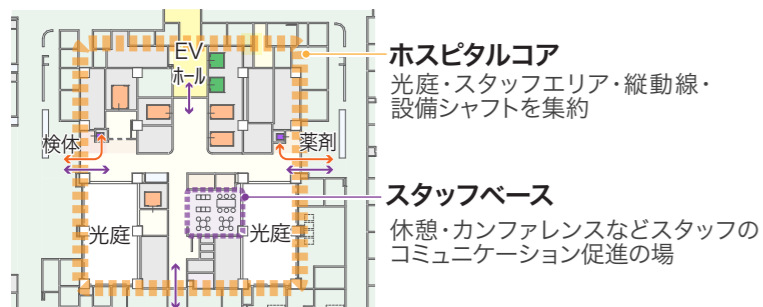 EV
ホール
検体
薬剤
光庭
光庭
ホスピタルコア
光庭・スタッフエリア・縦動線・
設備シャフトを集約
スタッフベース
休憩・カンファレンスなどスタッフの
コミュニケーション促進の場